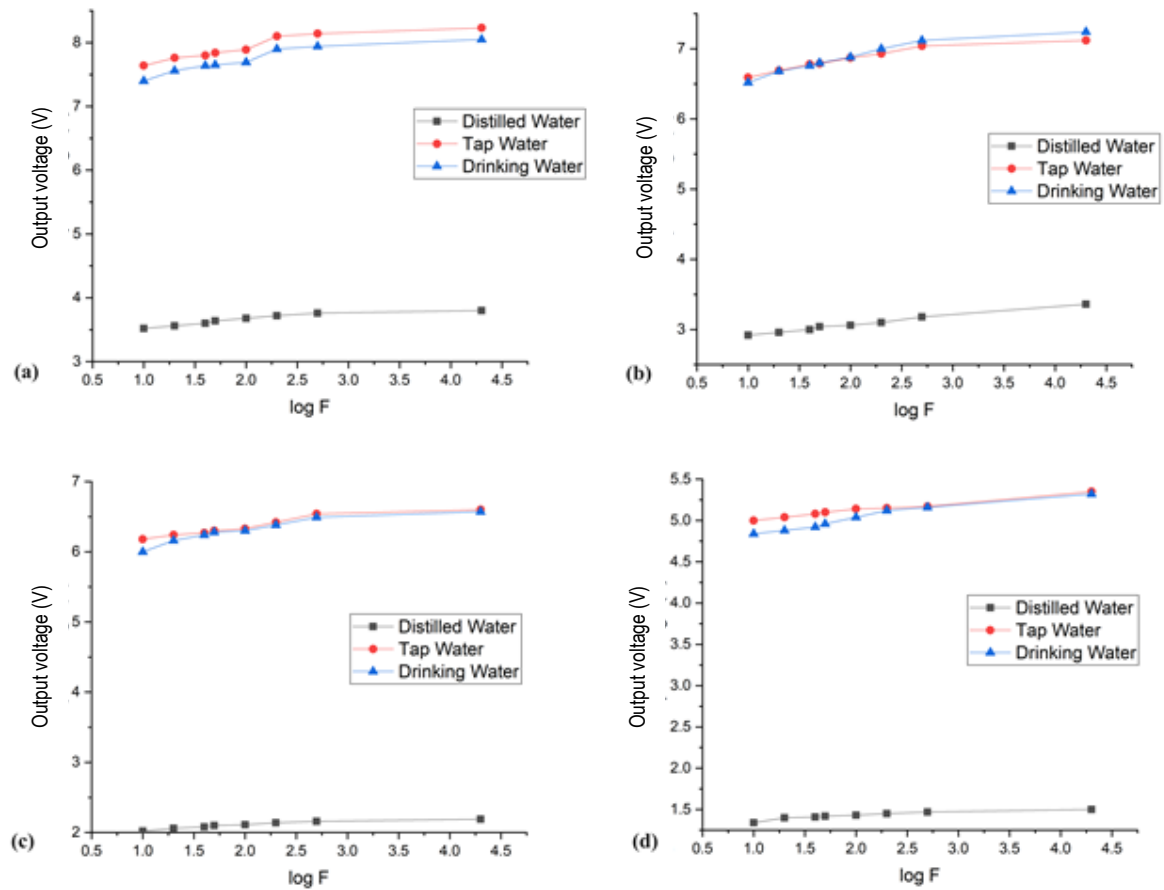 8
7
6
5
4
3
Output voltage (V)
Distilled Water
Tap Water
Drinking Water
(a)
0.5 1.0 1.5 2.0 2.5 3.0 3.5 4.0 4.5
log F
7
6
5
4
3
Output voltage (V)
Distilled Water
Tap Water
Drinking Water
(b)
0.5 1.0 1.5 2.0 2.5 3.0 3.5 4.0 4.5
log F
7
6
5
4
3
2
Output voltage (V)
Distilled Water
Tap Water
Drinking Water
(c)
0.5 1.0 1.5 2.0 2.5 3.0 3.5 4.0 4.5
log F
5.5
5.0
4.5
4.0
3.5
3.0
2.5
2.0
1.5
Output voltage (V)
Distilled Water
Tap Water
Drinking Water
(d)
0.5 1.0 1.5 2.0 2.5 3.0 3.5 4.0 4.5
log F